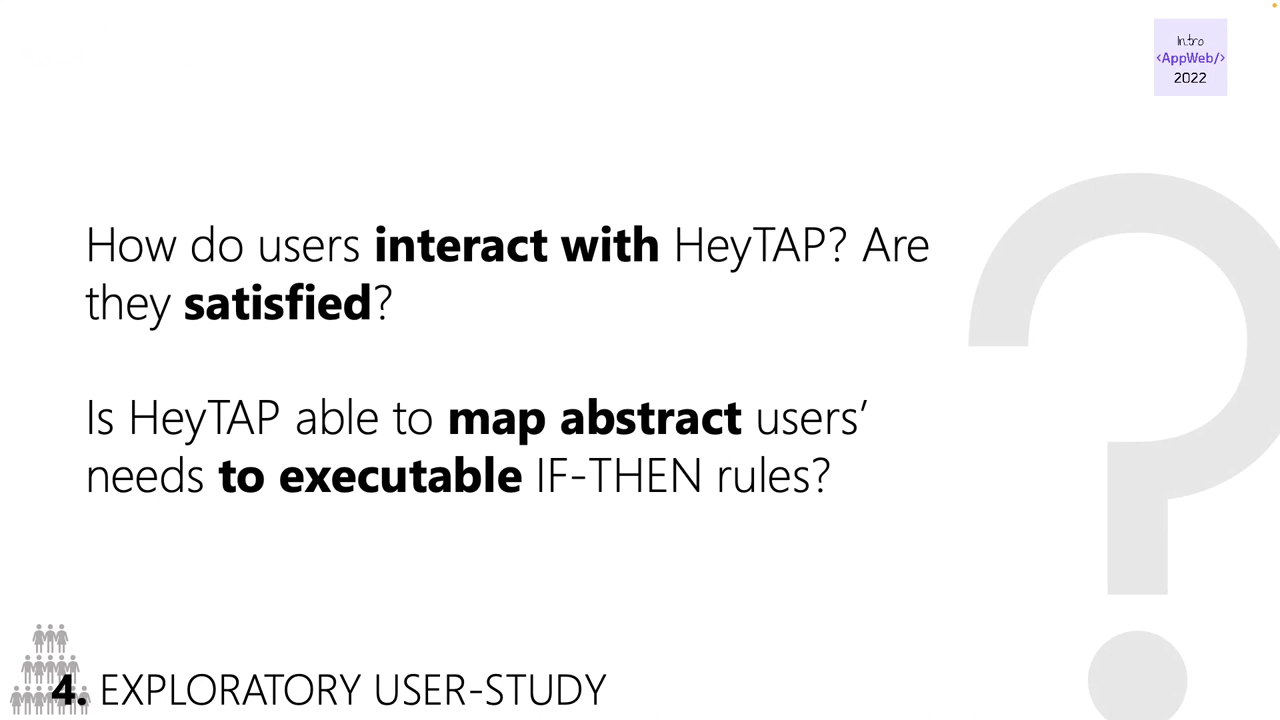 Intro
<AppWeb/>
2022
How do users interact with HeyTAP? Are
they satisfied?
Is HeyTAP able to map abstract users’
needs to executable IF-THEN rules?
4. EXPLORATORY USER-STUDY
?